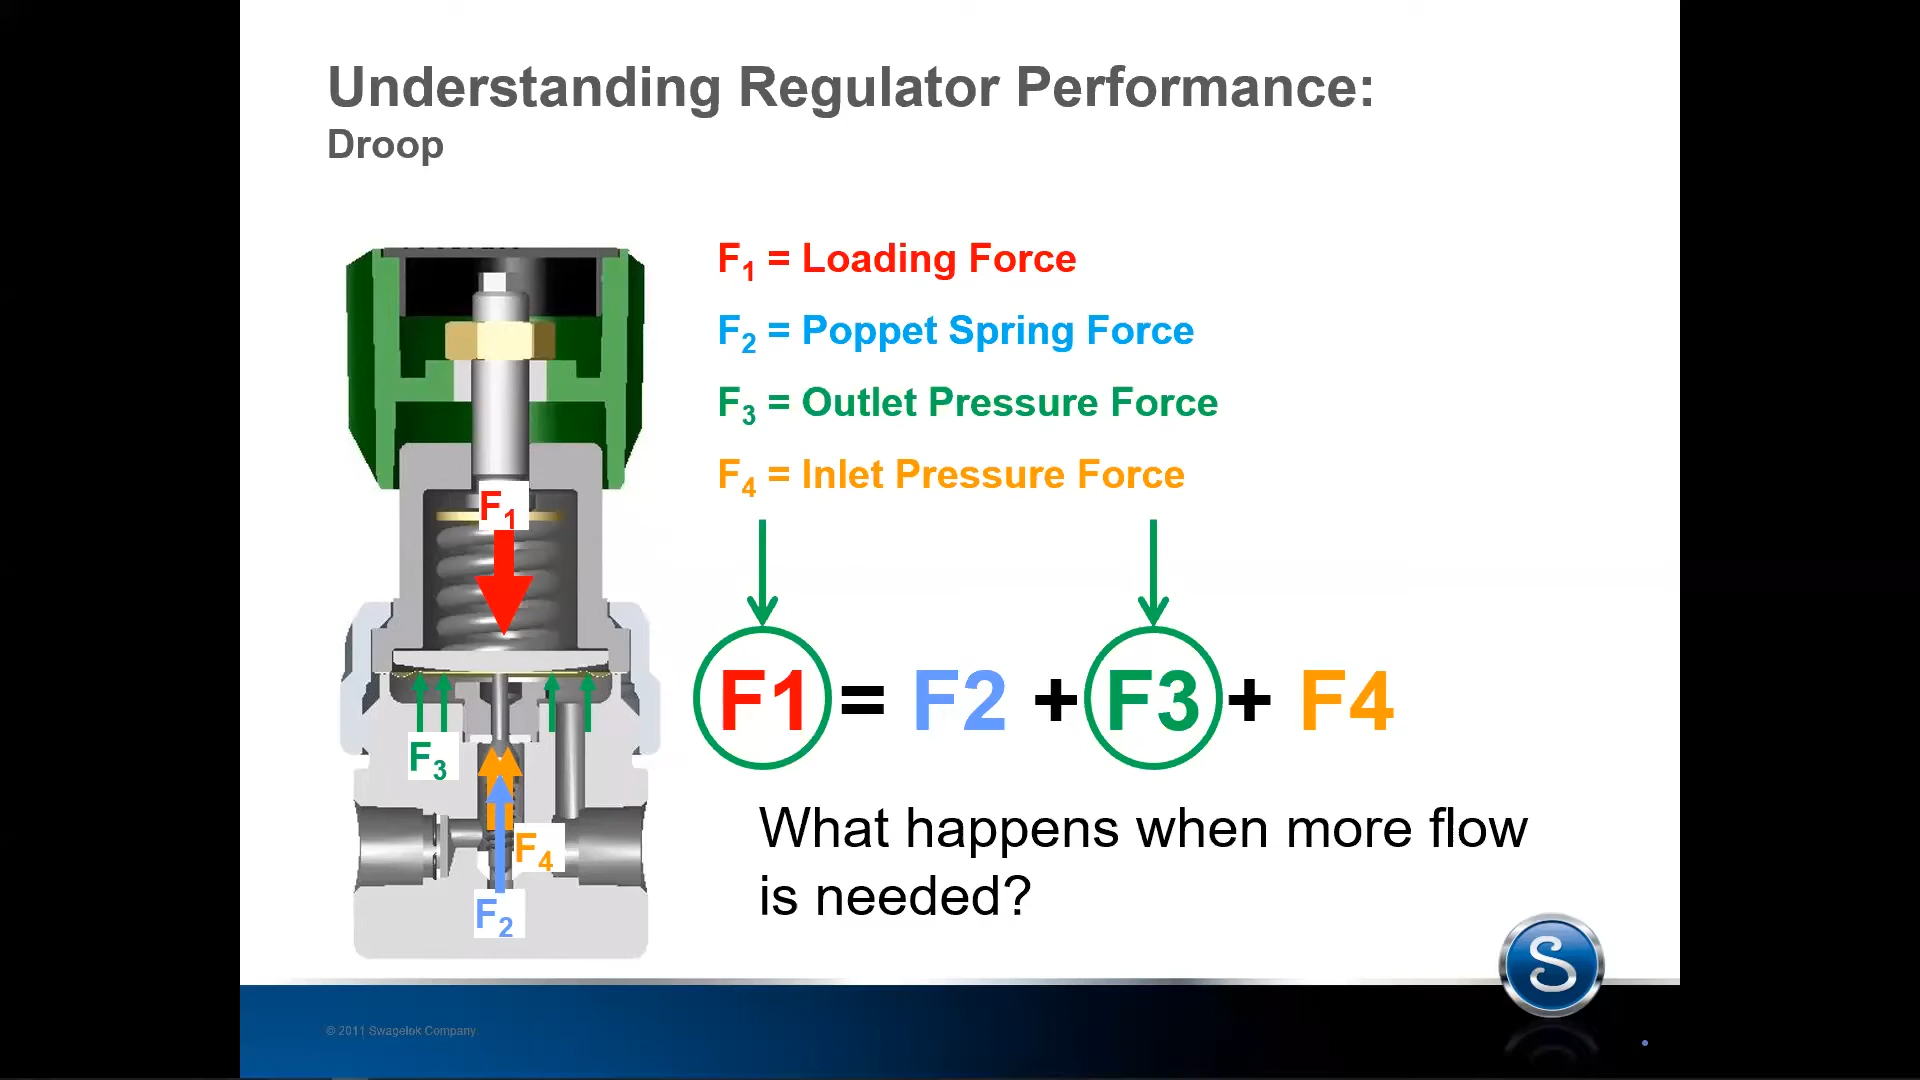 Understanding Regulator Performance:
Droop
F1 = Loading Force
F2 = Poppet Spring Force
F3 = Outlet Pressure Force
F4 = Inlet Pressure Force
F1
F3
F4
F2
F1 = F2 + F3 + F4
What happens when more flow
is needed?
S
© 2011 Swagelok Company.